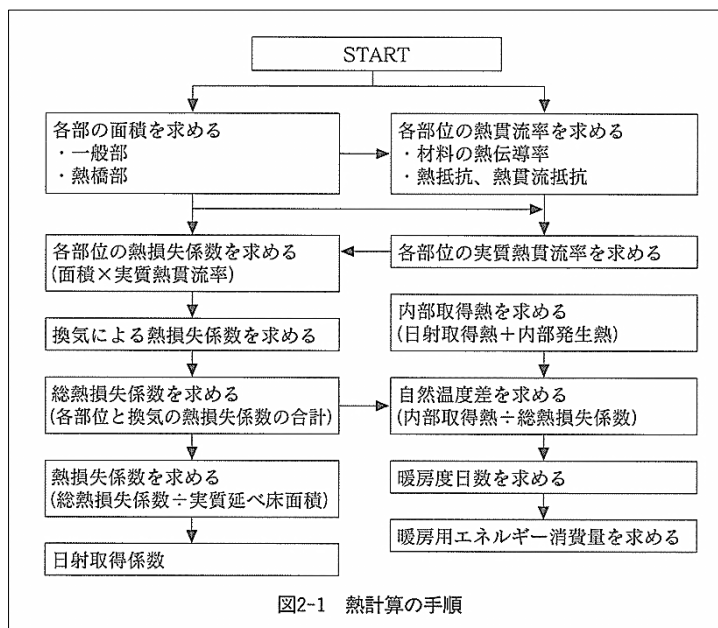 START
各部の面積を求める
・一般部
・熱橋部
各部位の熱貫流率を求める
・材料の熱伝導率
・熱抵抗、熱貫流抵抗
各部位の熱損失係数を求める
(面積×実質熱貫流率)
各部位の実質熱貫流率を求める
換気による熱損失係数を求める
内部取得熱を求める
(日射取得熱＋内部発生熱)
総熱損失係数を求める
(各部位と換気の熱損失係数の合計)
自然温度差を求める
(内部取得熱÷総熱損失係数)
熱損失係数を求める
(総熱損失係数÷実質延べ床面積)
暖房度日数を求める
日射取得係数
暖房用エネルギー消費量を求める
図2-1 熱計算の手順